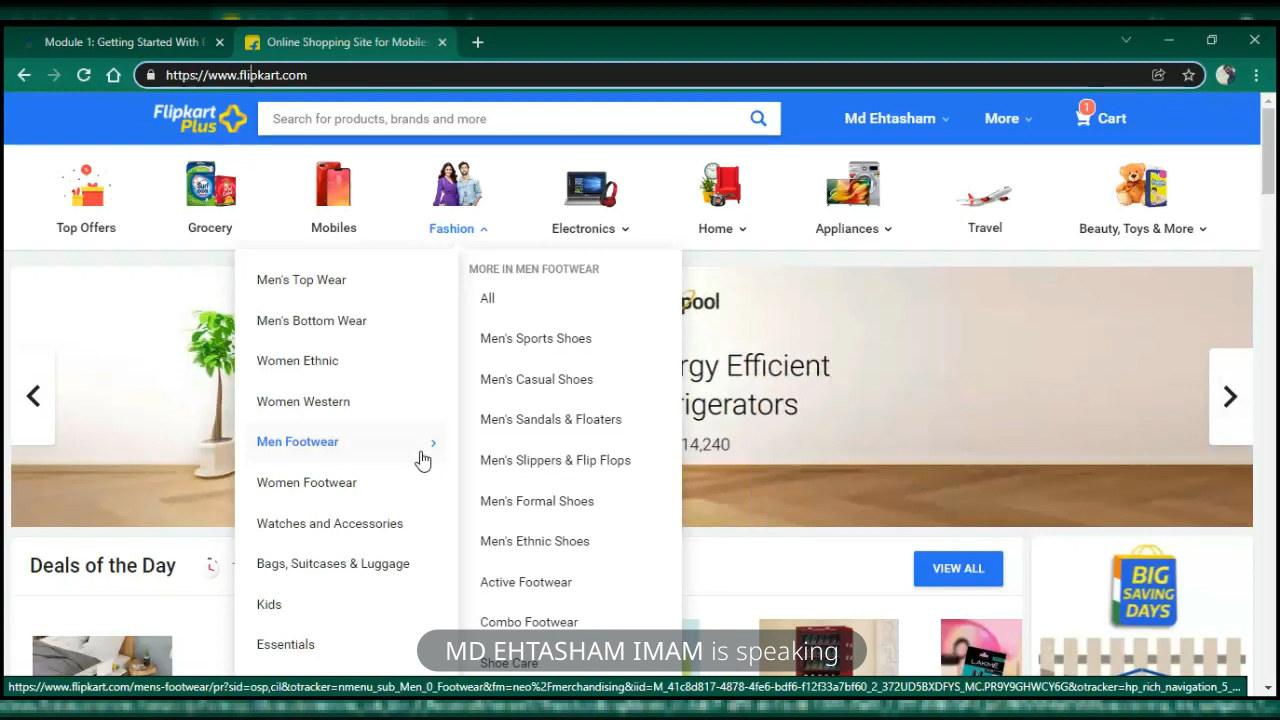 Module 1: Getting Started With E
Online Shopping Site for Mobiles
https://www.flipkart.com
Flipkart
Plus
Search for products, brands and more
Md Ehtasham
More
1
Cart
Top Offers
Grocery
Mobiles
Fashion
Electronics
Home
Appliances
Travel
Beauty, Toys & More
Men's Top Wear
Men's Bottom Wear
Women Ethnic
Women Western
Men Footwear
Women Footwear
Watches and Accessories
Bags, Suitcases & Luggage
Kids
Essentials
MORE IN MEN FOOTWEAR
All
Men's Sports Shoes
Men's Casual Shoes
Men's Sandals & Floaters
Men's Slippers & Flip Flops
Men's Formal Shoes
Men's Ethnic Shoes
Active Footwear
Combo Footwear
Shoe Care
pool
rgy Efficient
rigerators
14,240
Deals of the Day
VIEW ALL
BIG
SAVING
DAYS
LAKMÉ
MD EHTASHAM IMAM is speaking
https://www.flipkart.com/mens-footwear/pr?sid=osp,cil&otracker=nmenu_sub_Men_0_Footwear&fm=neo%2Fmerchandising&iid=M_41c8d817-4878-4fe6-bdf6-f12f33a7bf60_2_372UD5BXDFYS_MC.PR9Y9GHWCY6G&otracker=hp_rich_navigation_5_...